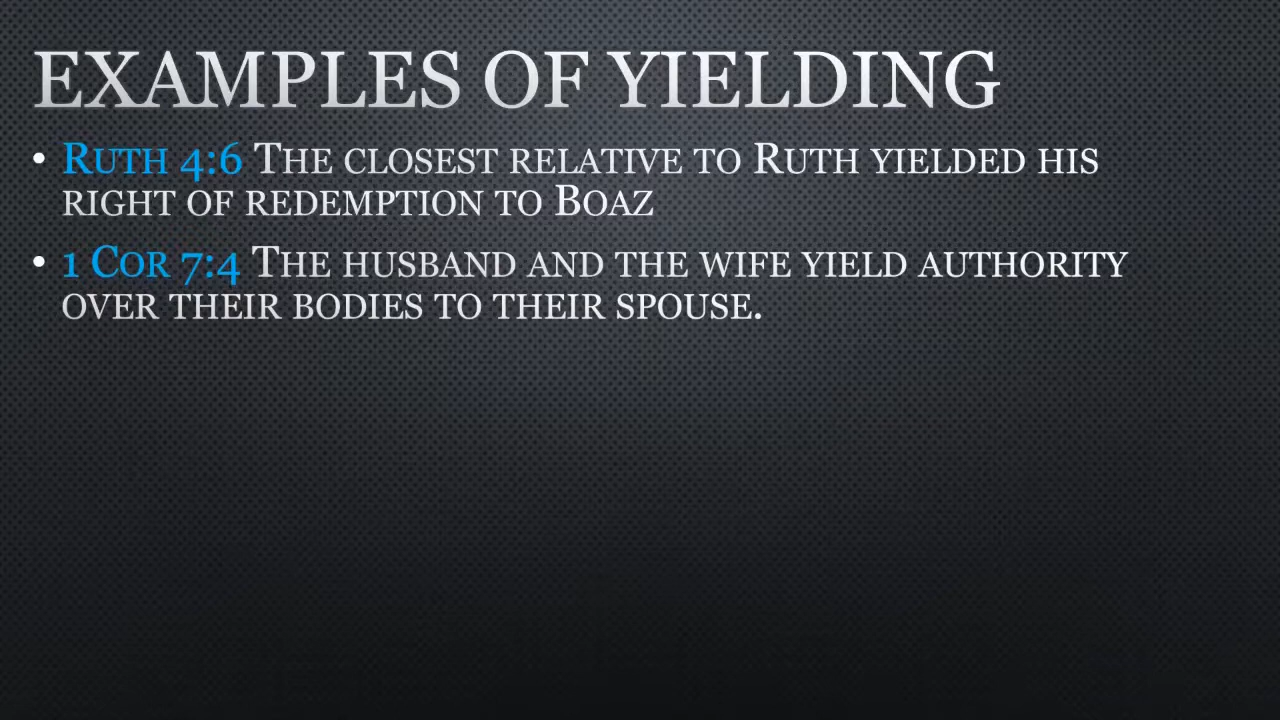 EXAMPLES OF YIELDING
• Ruth 4:6 The closest relative to Ruth yielded his
right of redemption to Boaz
• 1 Cor 7:4 The husband and the wife yield authority
over their bodies to their spouse.